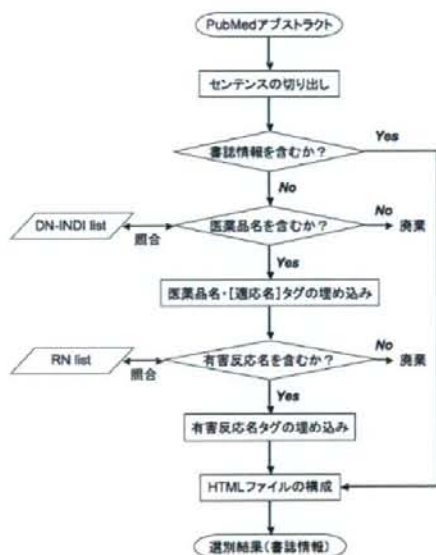 PubMedアブストラクト
センテンスの切り出し
Yes
書誌情報を含むか？
No
DN-INDI list
照合
医薬品名を含むか？
No
廃棄
Yes
医薬品名・[適応名]タグの埋め込み
RN list
照合
有害反応名を含むか？
No
廃棄
Yes
有害反応名タグの埋め込み
HTMLファイルの構成
選別結果(書誌情報)